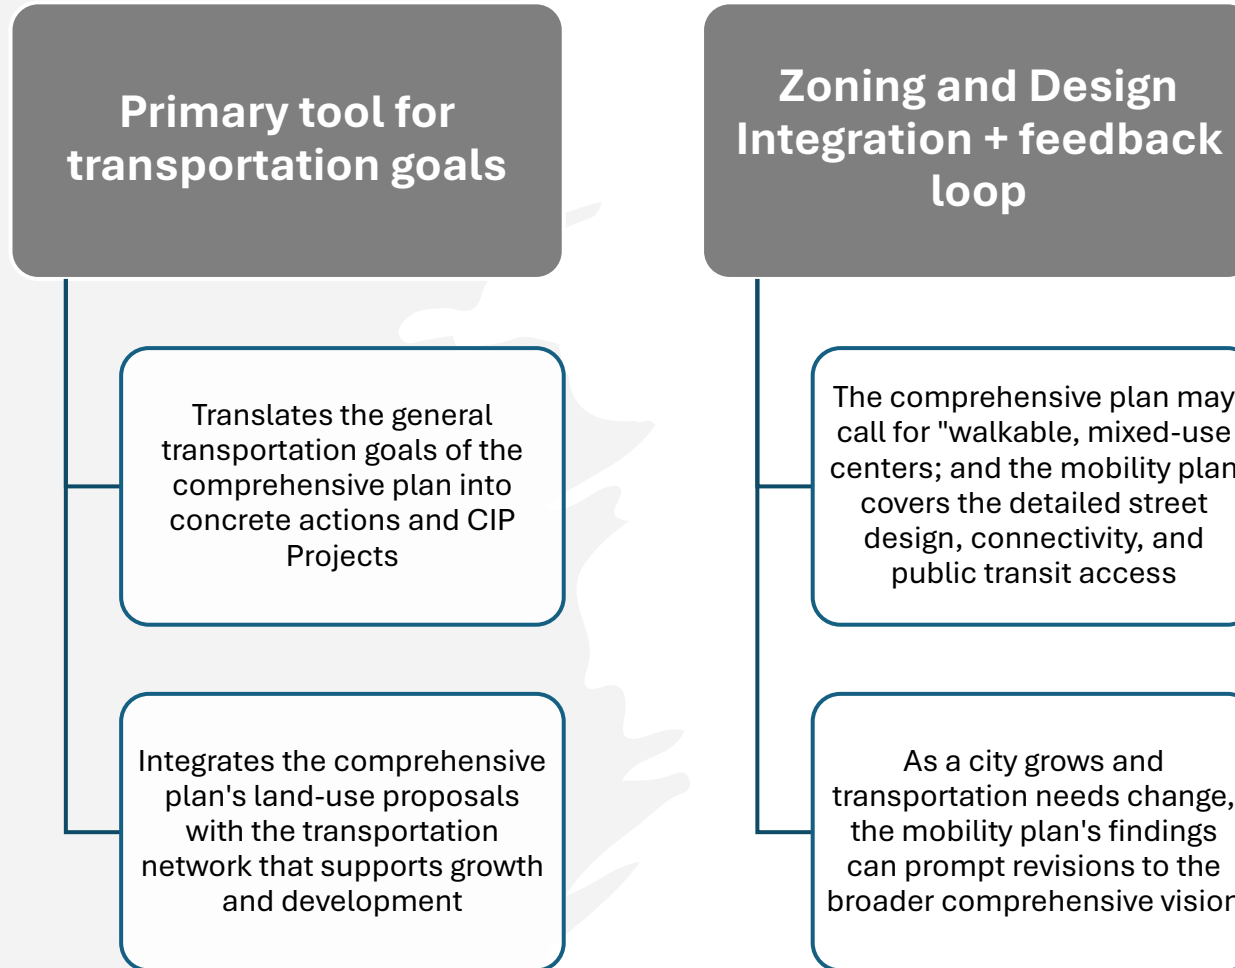 Primary tool for
transportation goals
Translates the general
transportation goals of the
comprehensive plan into
concrete actions and CIP
Projects
Integrates the comprehensive
plan's land-use proposals
with the transportation
network that supports growth
and development
Zoning and Design
Integration + feedback
loop
The comprehensive plan may
call for "walkable, mixed-use
centers; and the mobility plan
covers the detailed street
design, connectivity, and
public transit access
As a city grows and
transportation needs change,
the mobility plan's findings
can prompt revisions to the
broader comprehensive vision